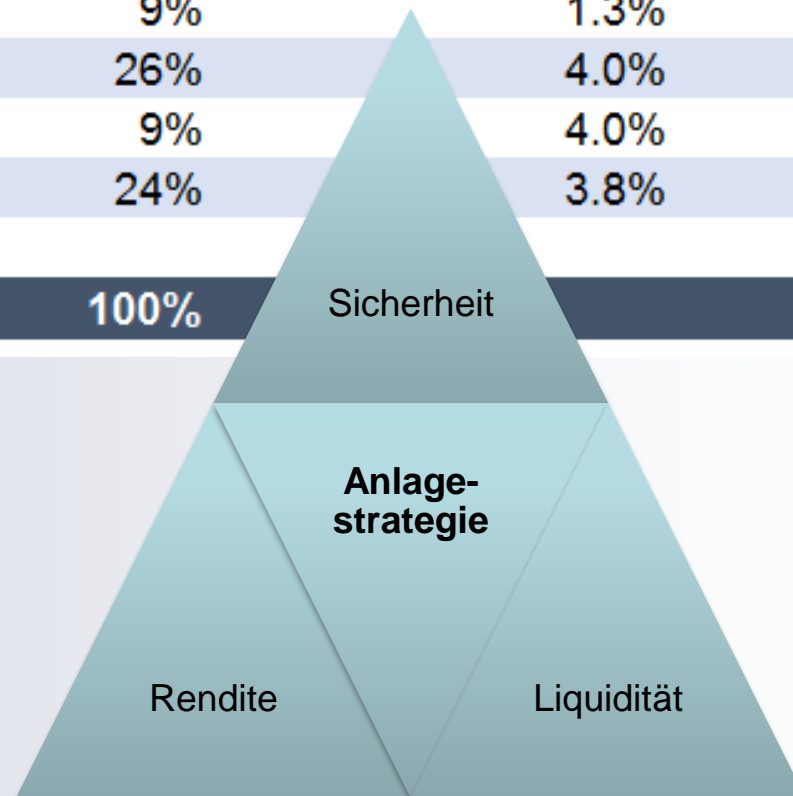 9% 1.3%
26% 4.0%
9% 4.0%
24% 3.8%
100%
Sicherheit
Anlage-
strategie
Rendite Liquidität